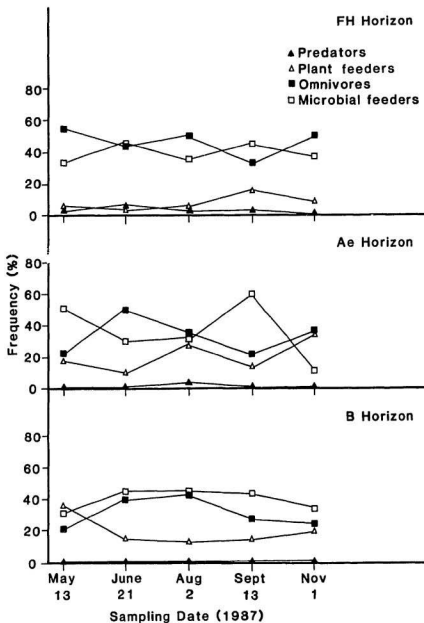 FH Horizon
▲Predators
△Plant feeders
■Omnivores
□Microbial feeders
80
60
40
20
0
Ae Horizon
80
60
40
20
0
Frequency (%)
B Horizon
80
60
40
20
0
May June Aug Sept Nov
13 21 2 13 1
Sampling Date (1987)